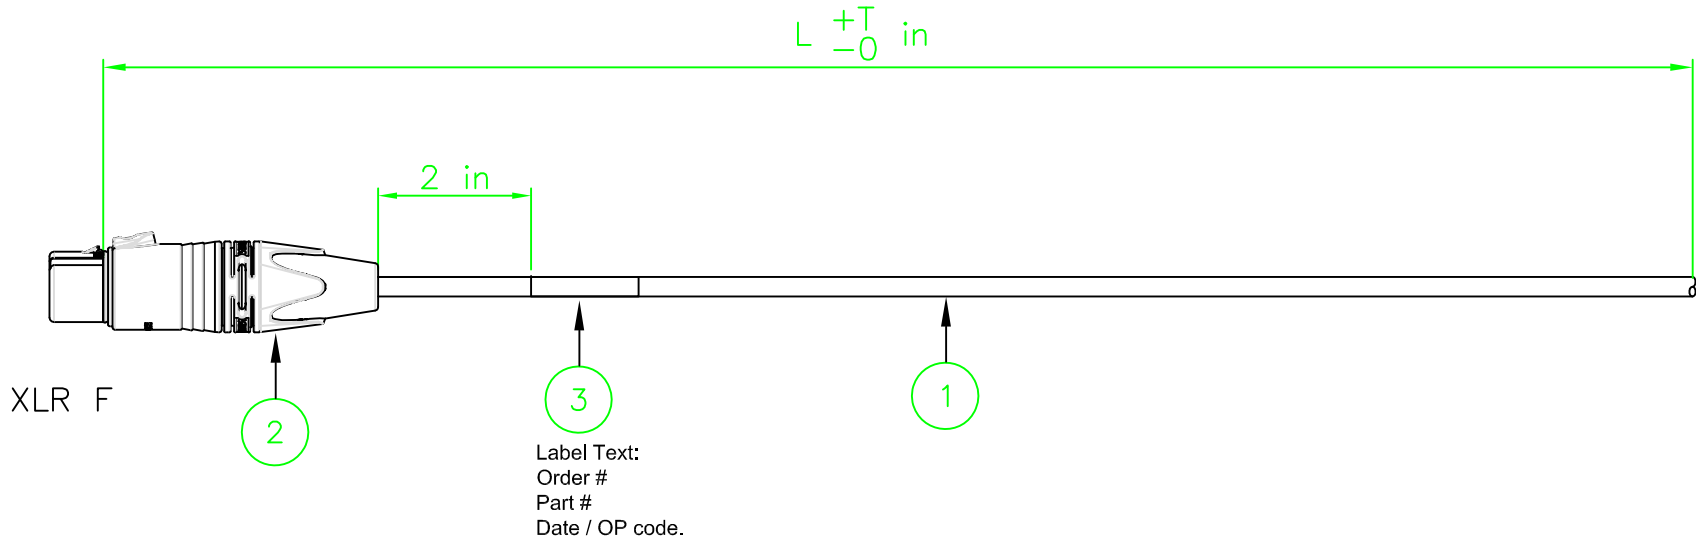 L +T -0 in
2 in
XLR F
2
3
1
Label Text:
Order #
Part #
Date / OP code.